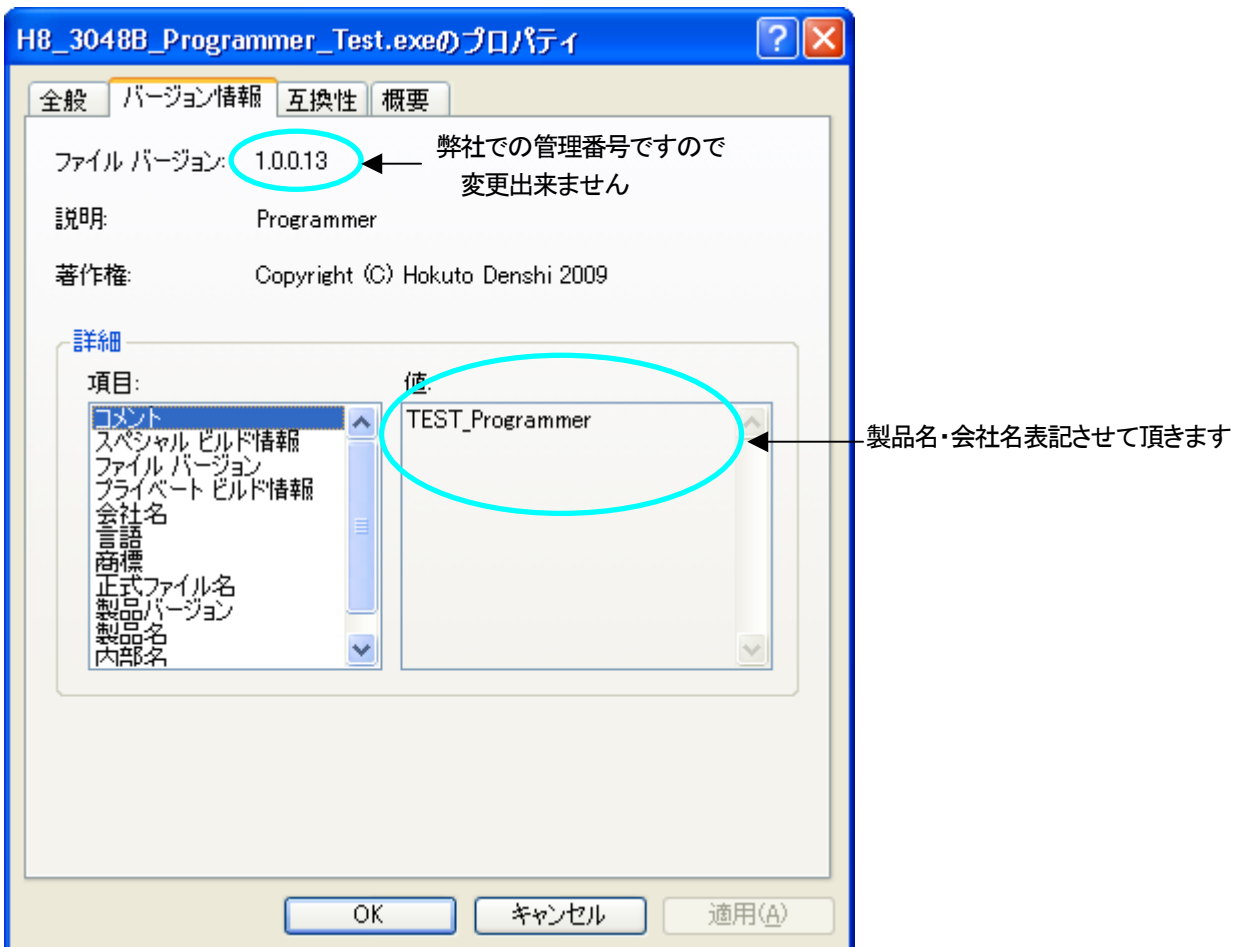 H8_3048B_Programmer_Test.exeのプロパティ
全般 バージョン情報 互換性 概要
ファイル バージョン: 1.0.0.13
弊社での管理番号ですので
変更出来ません
説明: Programmer
著作権: Copyright (C) Hokuto Denshi 2009
詳細
項目: 値:
コメント
スペシャル ビルド情報
ファイル バージョン
プライベート ビルド情報
会社名
言語
商標
正式ファイル名
製品バージョン
製品名
内部名
TEST_Programmer
製品名・会社名表記させて頂きます
OK キャンセル 適用(A)